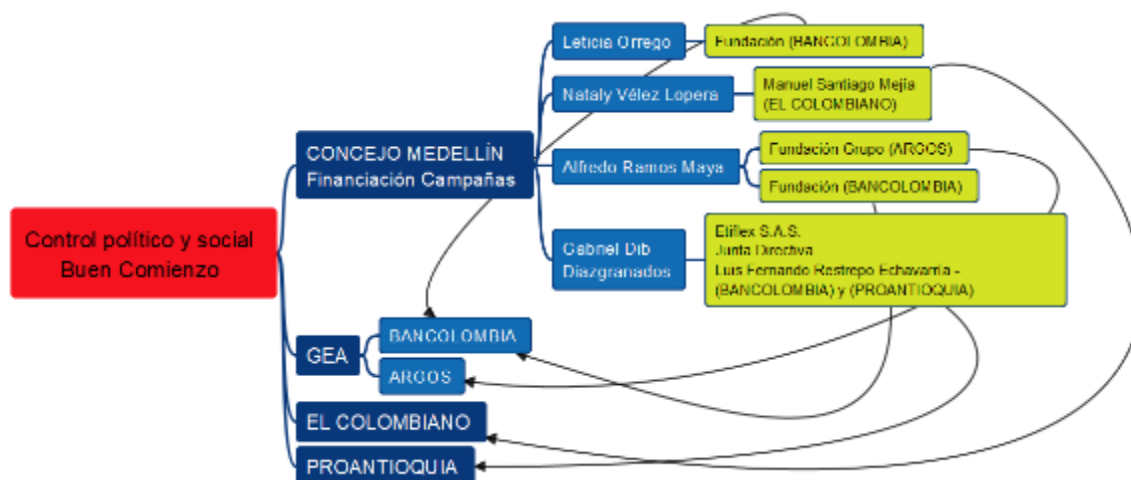 Leticia Orrego
Fundación (BANCOLOMBIA)
Nataly Vélez Lopera
Manuel Santiago Mejía
(EL COLOMBIANO)
CONCEJO MEDELLÍN
Financiación Campañas
Alfredo Ramos Maya
Fundación Grupo (ARGOS)
Fundación (BANCOLOMBIA)
Control político y social
Buen Comienzo
Gabriel Dib
Diazgranados
Etiflex S.A.S.
Junta Directiva
Luis Fernando Restrepo Echavarría -
(BANCOLOMBIA) y (PROANTIOQUIA)
GEA
BANCOLOMBIA
ARGOS
EL COLOMBIANO
PROANTIOQUIA